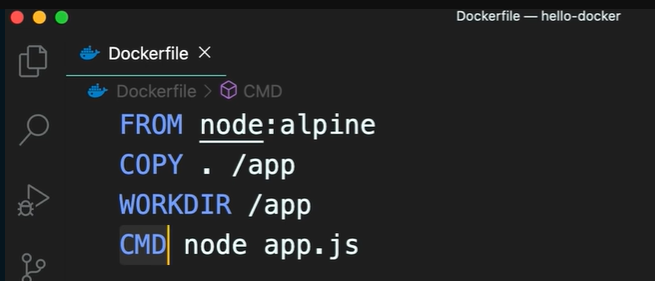 Dockerfile — hello-docker
Dockerfile
Dockerfile CMD
FROM node:alpine
COPY . /app
WORKDIR /app
CMD node app.js